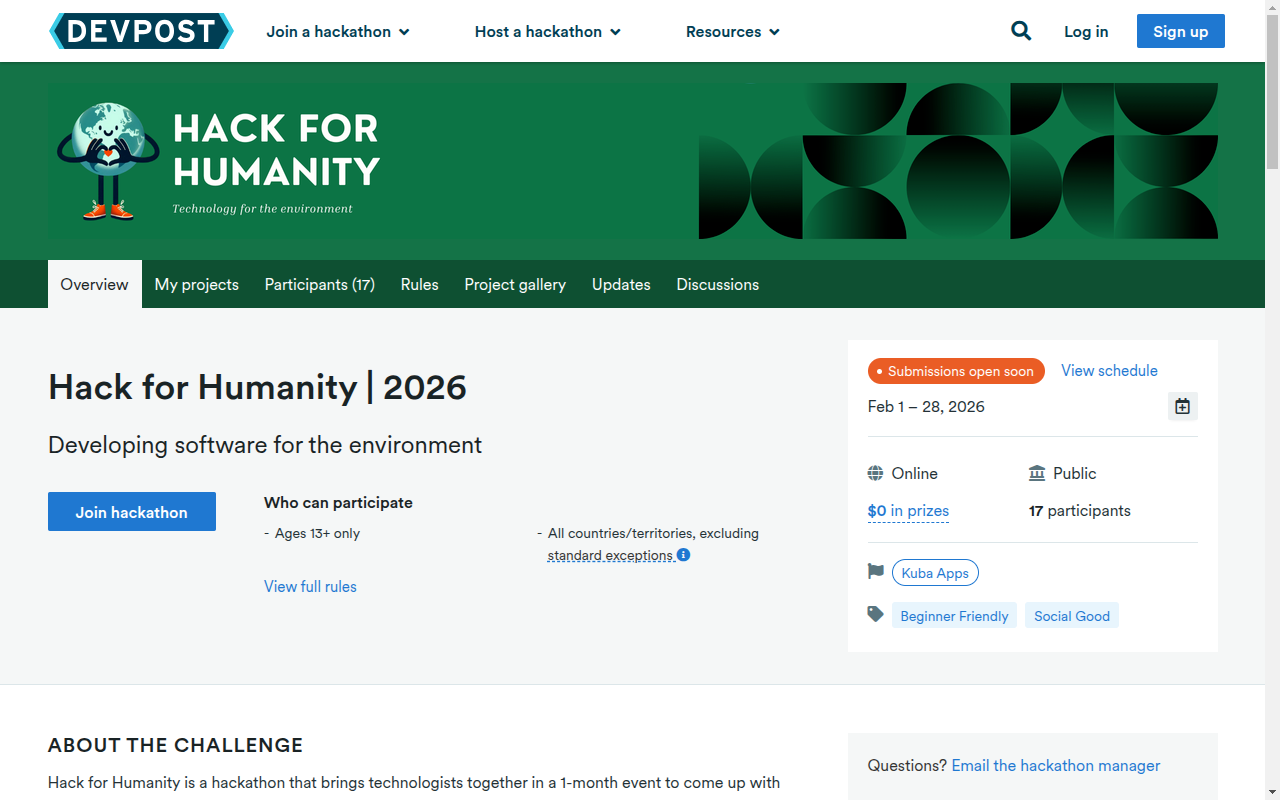 DEVPOST
Join a hackathon
Host a hackathon
Resources
Log in
Sign up
HACK FOR
HUMANITY
Technology for the environment
Overview
My projects
Participants (17)
Rules
Project gallery
Updates
Discussions
Hack for Humanity | 2026
Developing software for the environment
Join hackathon
Who can participate
- Ages 13+ only
- All countries/territories, excluding
standard exceptions
View full rules
Submissions open soon
View schedule
Feb 1 – 28, 2026
Online
Public
$0 in prizes
17 participants
Kuba Apps
Beginner Friendly
Social Good
ABOUT THE CHALLENGE
Hack for Humanity is a hackathon that brings technologists together in a 1-month event to come up with
Questions? Email the hackathon manager